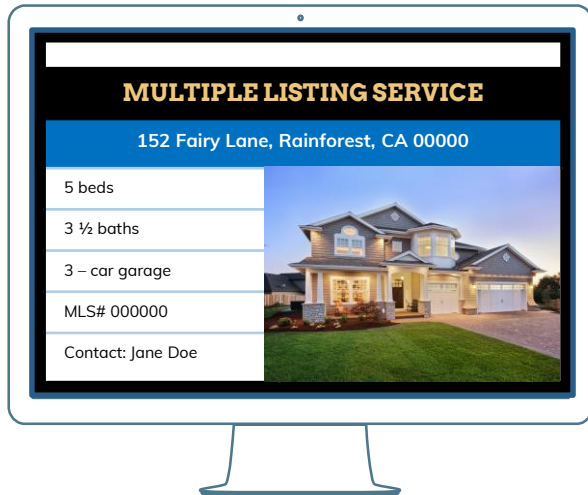 MULTIPLE LISTING SERVICE
152 Fairy Lane, Rainforest, CA 00000
5 beds
3 ½ baths
3 – car garage
MLS# 000000
Contact: Jane Doe